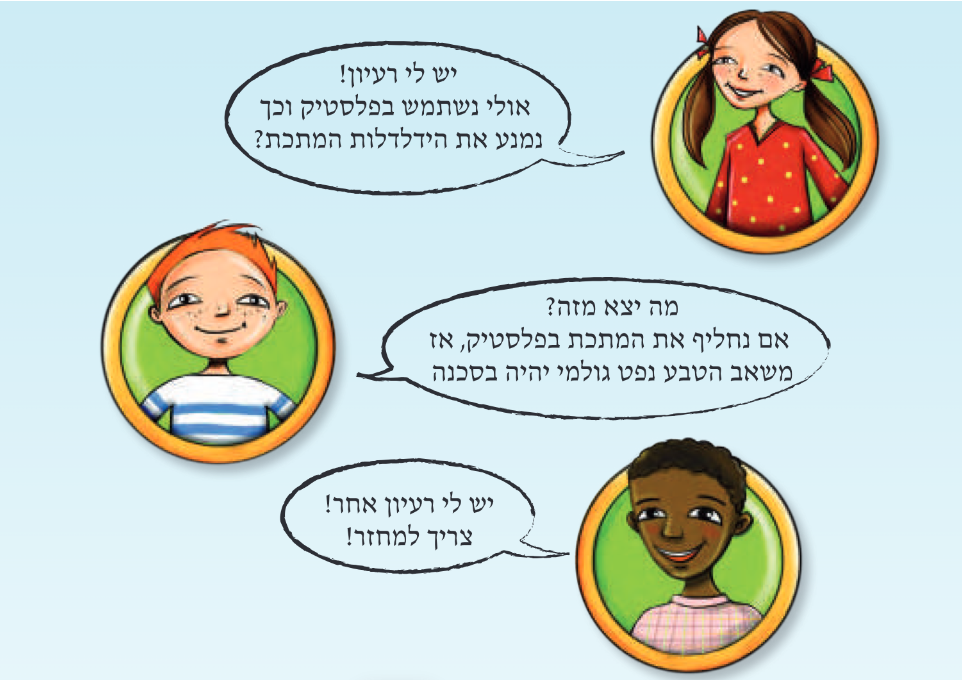 יש לי רעיון!
אולי נשתמש בפלסטיק וכך
נמנע את הידלדלות המתכת?
מה יצא מזה?
אם נחליף את המתכת בפלסטיק, אז
משאב הטבע נפט גולמי יהיה בסכנה
יש לי רעיון אחר!
צריך למחזר!